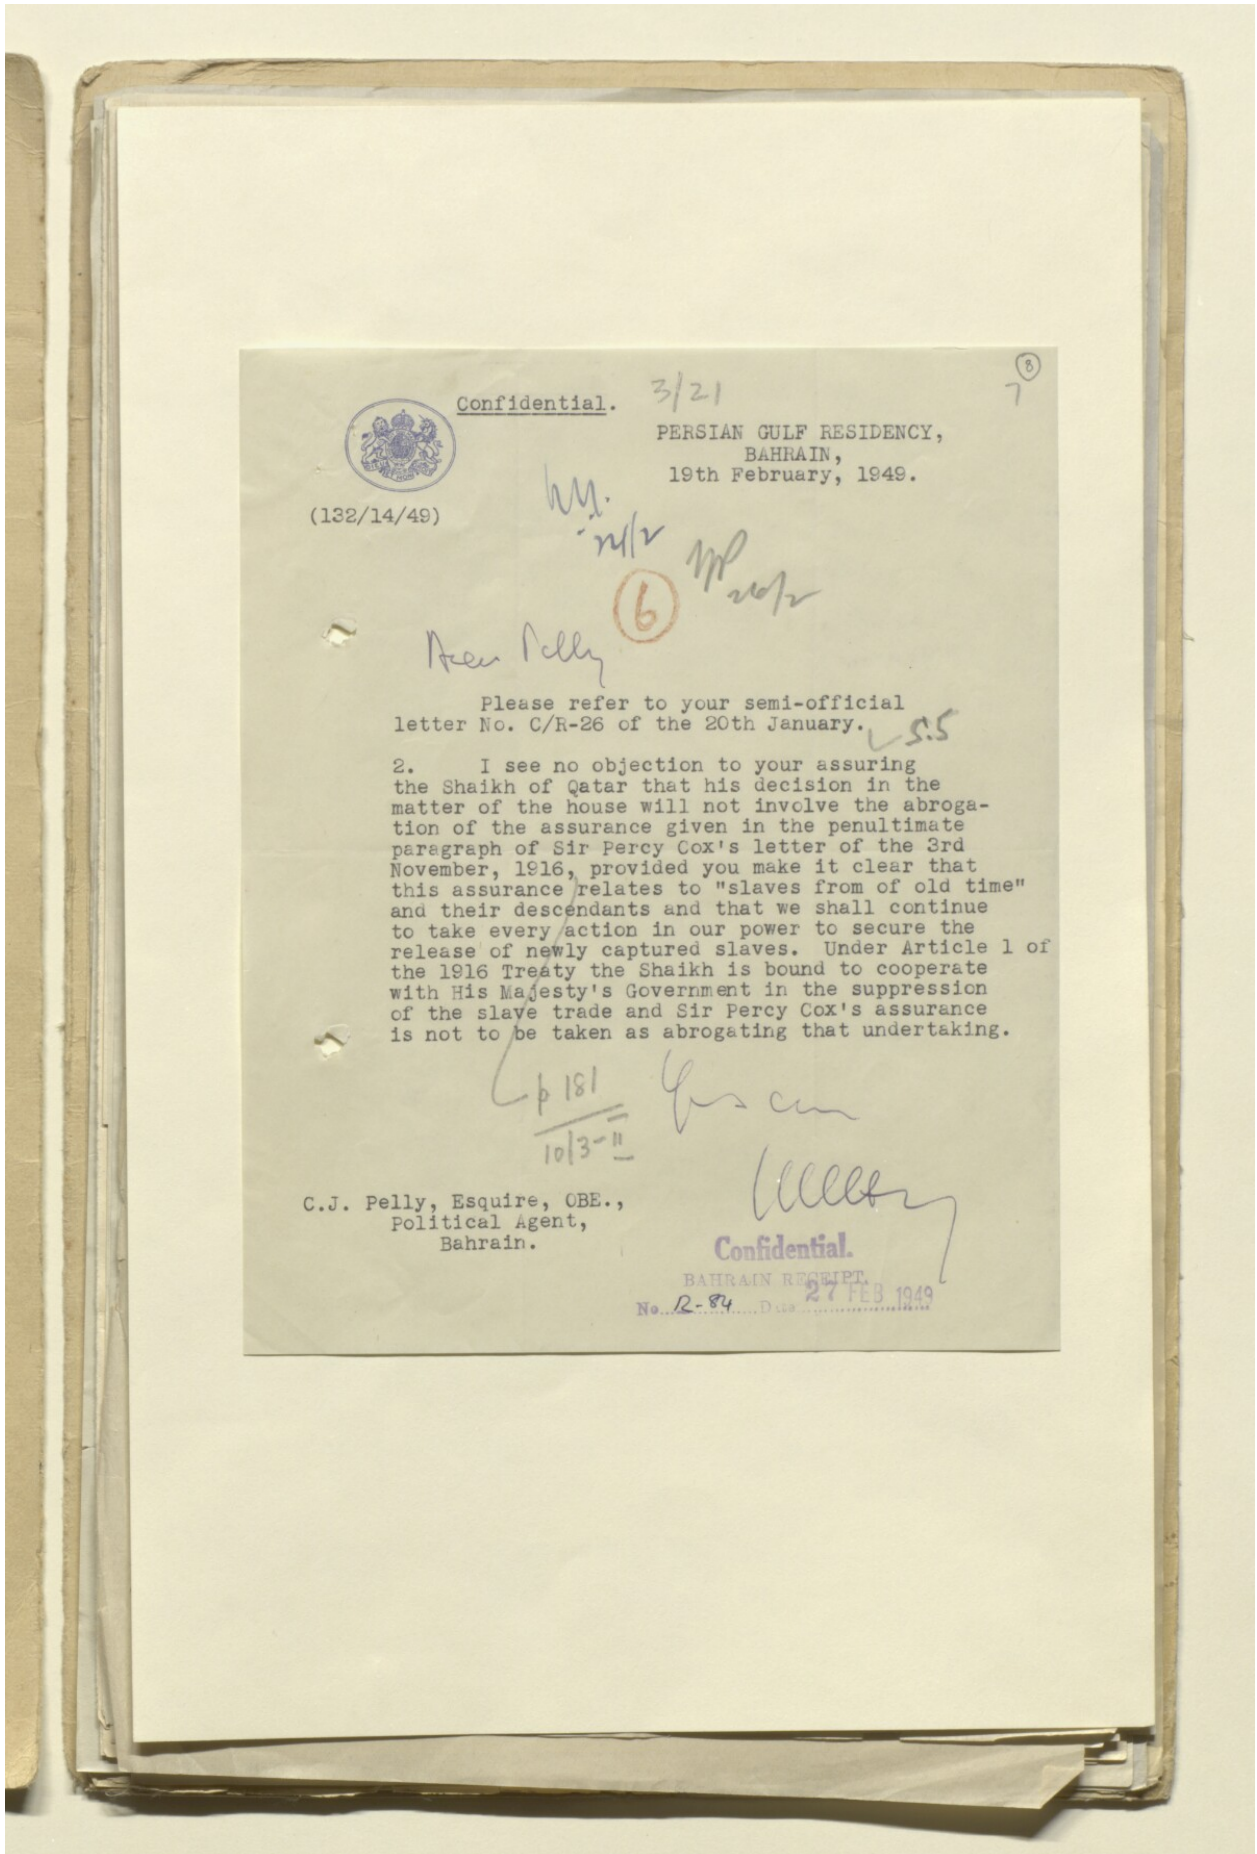 8
3/21
7
Confidential.
PERSIAN GULF RESIDENCY,
BAHRAIN,
19th February, 1949.
(132/14/49)
26/2
6
Dear Pelly
Please refer to your semi-official
letter No. C/R-26 of the 20th January.
S.5
2. I see no objection to your assuring
the Shaikh of Qatar that his decision in the
matter of the house will not involve the abroga-
tion of the assurance given in the penultimate
paragraph of Sir Percy Cox's letter of the 3rd
November, 1916, provided you make it clear that
this assurance relates to "slaves from of old time"
and their descendants and that we shall continue
to take every action in our power to secure the
release of newly captured slaves. Under Article 1 of
the 1916 Treaty the Shaikh is bound to cooperate
with His Majesty's Government in the suppression
of the slave trade and Sir Percy Cox's assurance
is not to be taken as abrogating that undertaking.
p 181
10/3-II
C.J. Pelly, Esquire, OBE.,
Political Agent,
Bahrain.
Confidential.
BAHRAIN RECEIPT.
No. R-84 Date 27 FEB 1949